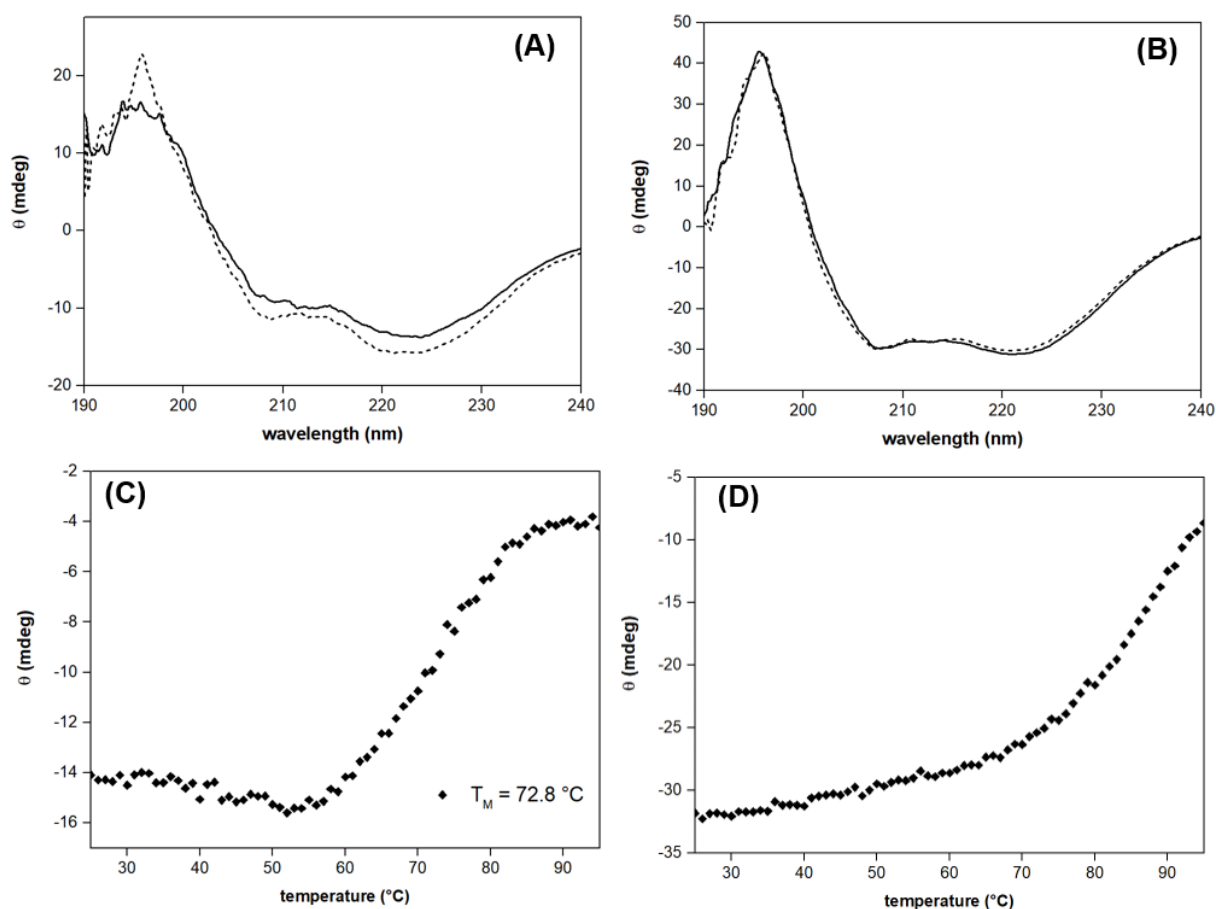 (A)
θ (mdeg)
20
10
0
-10
-20
190 200 210 220 230 240
wavelength (nm)
(B)
θ (mdeg)
50
40
30
20
10
0
-10
-20
-30
-40
190 200 210 220 230 240
wavelength (nm)
(C)
θ (mdeg)
-2
-4
-6
-8
-10
-12
-14
-16
T_M = 72.8 °C
30 40 50 60 70 80 90
temperature (°C)
(D)
θ (mdeg)
-5
-10
-15
-20
-25
-30
-35
30 40 50 60 70 80 90
temperature (°C)